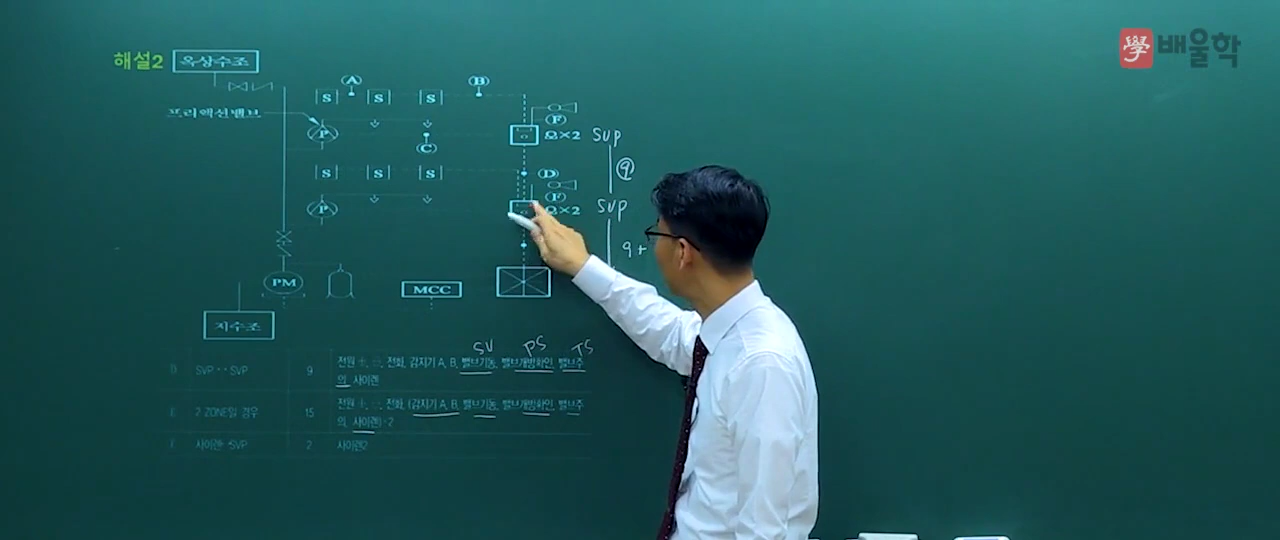 해설2
옥상수조
學 배울학
프리액션밸브
A
B
S S S
F
P
C
요×2
SVP
S S S
D
⑨
F
P
요×2
SVP
9+
PM
MCC
지수조
SV PS TS
SVP SVP 9 전원 +, -, 전화, 감지기 A, B, 밸브기동, 밸브개방확인, 밸브주의, 사이렌
2 ZONE일 경우 15 전원 +, -, 전화, (감지기 A, B, 밸브기동, 밸브개방확인, 밸브주의, 사이렌)×2
사이렌 SVP 2 사이렌2